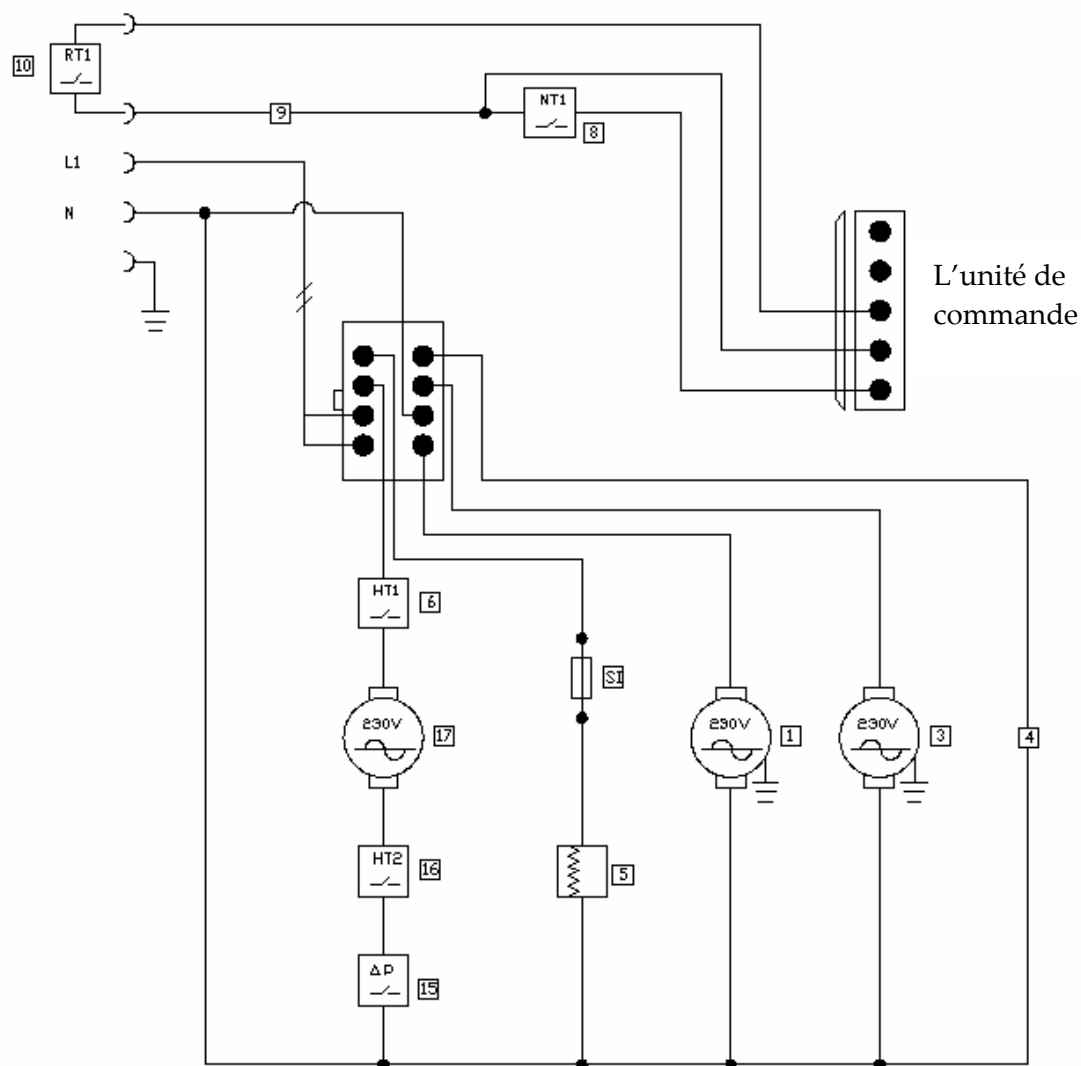 RT1
10
9
NT1
8
L1
N
L'unité de
commande
HT1
6
SI
230V
17
230V
1
230V
3
4
HT2
16
5
ΔP
15